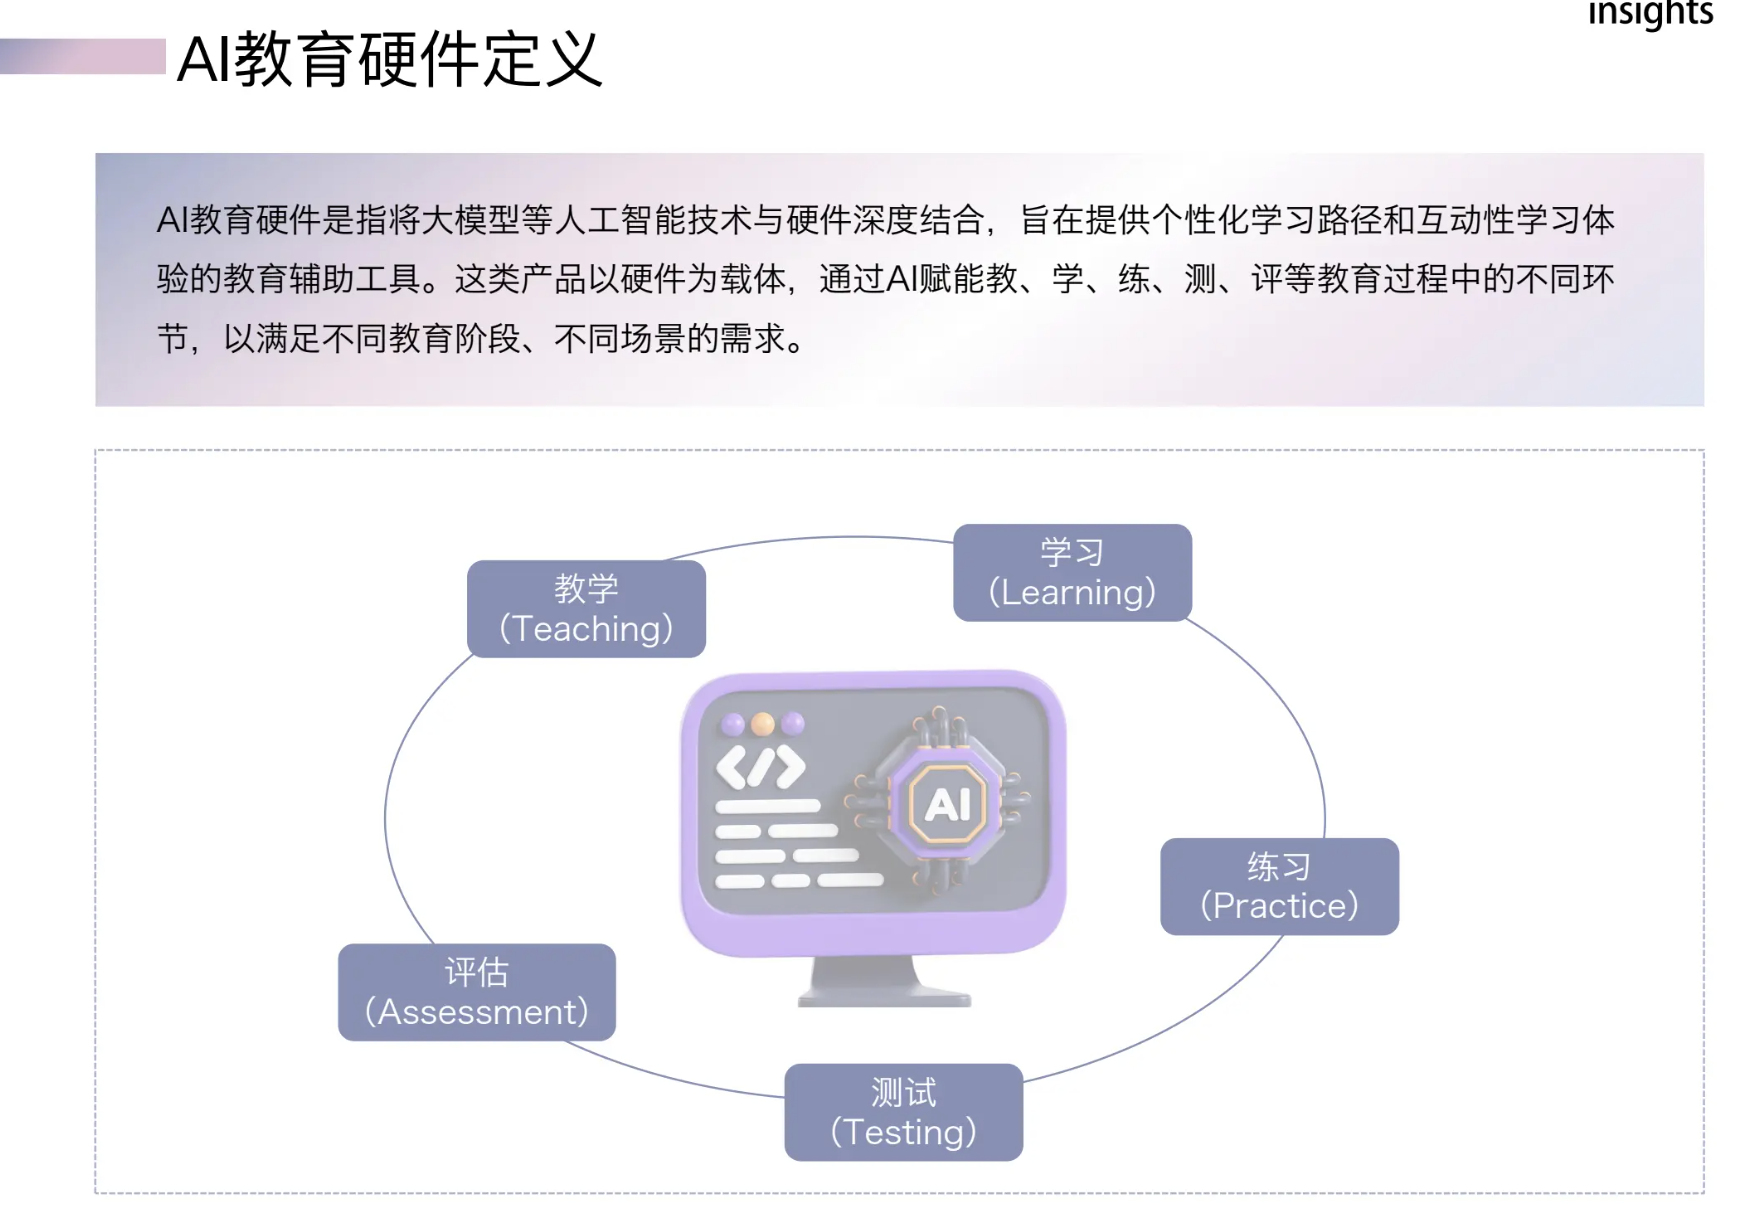 insights
AI教育硬件定义
AI教育硬件是指将大模型等人工智能技术与硬件深度结合，旨在提供个性化学习路径和互动性学习体
验的教育辅助工具。这类产品以硬件为载体，通过AI赋能教、学、练、测、评等教育过程中的不同环
节，以满足不同教育阶段、不同场景的需求。
学习
（Learning）
教学
（Teaching）
</>
AI
练习
（Practice）
评估
（Assessment）
测试
（Testing）